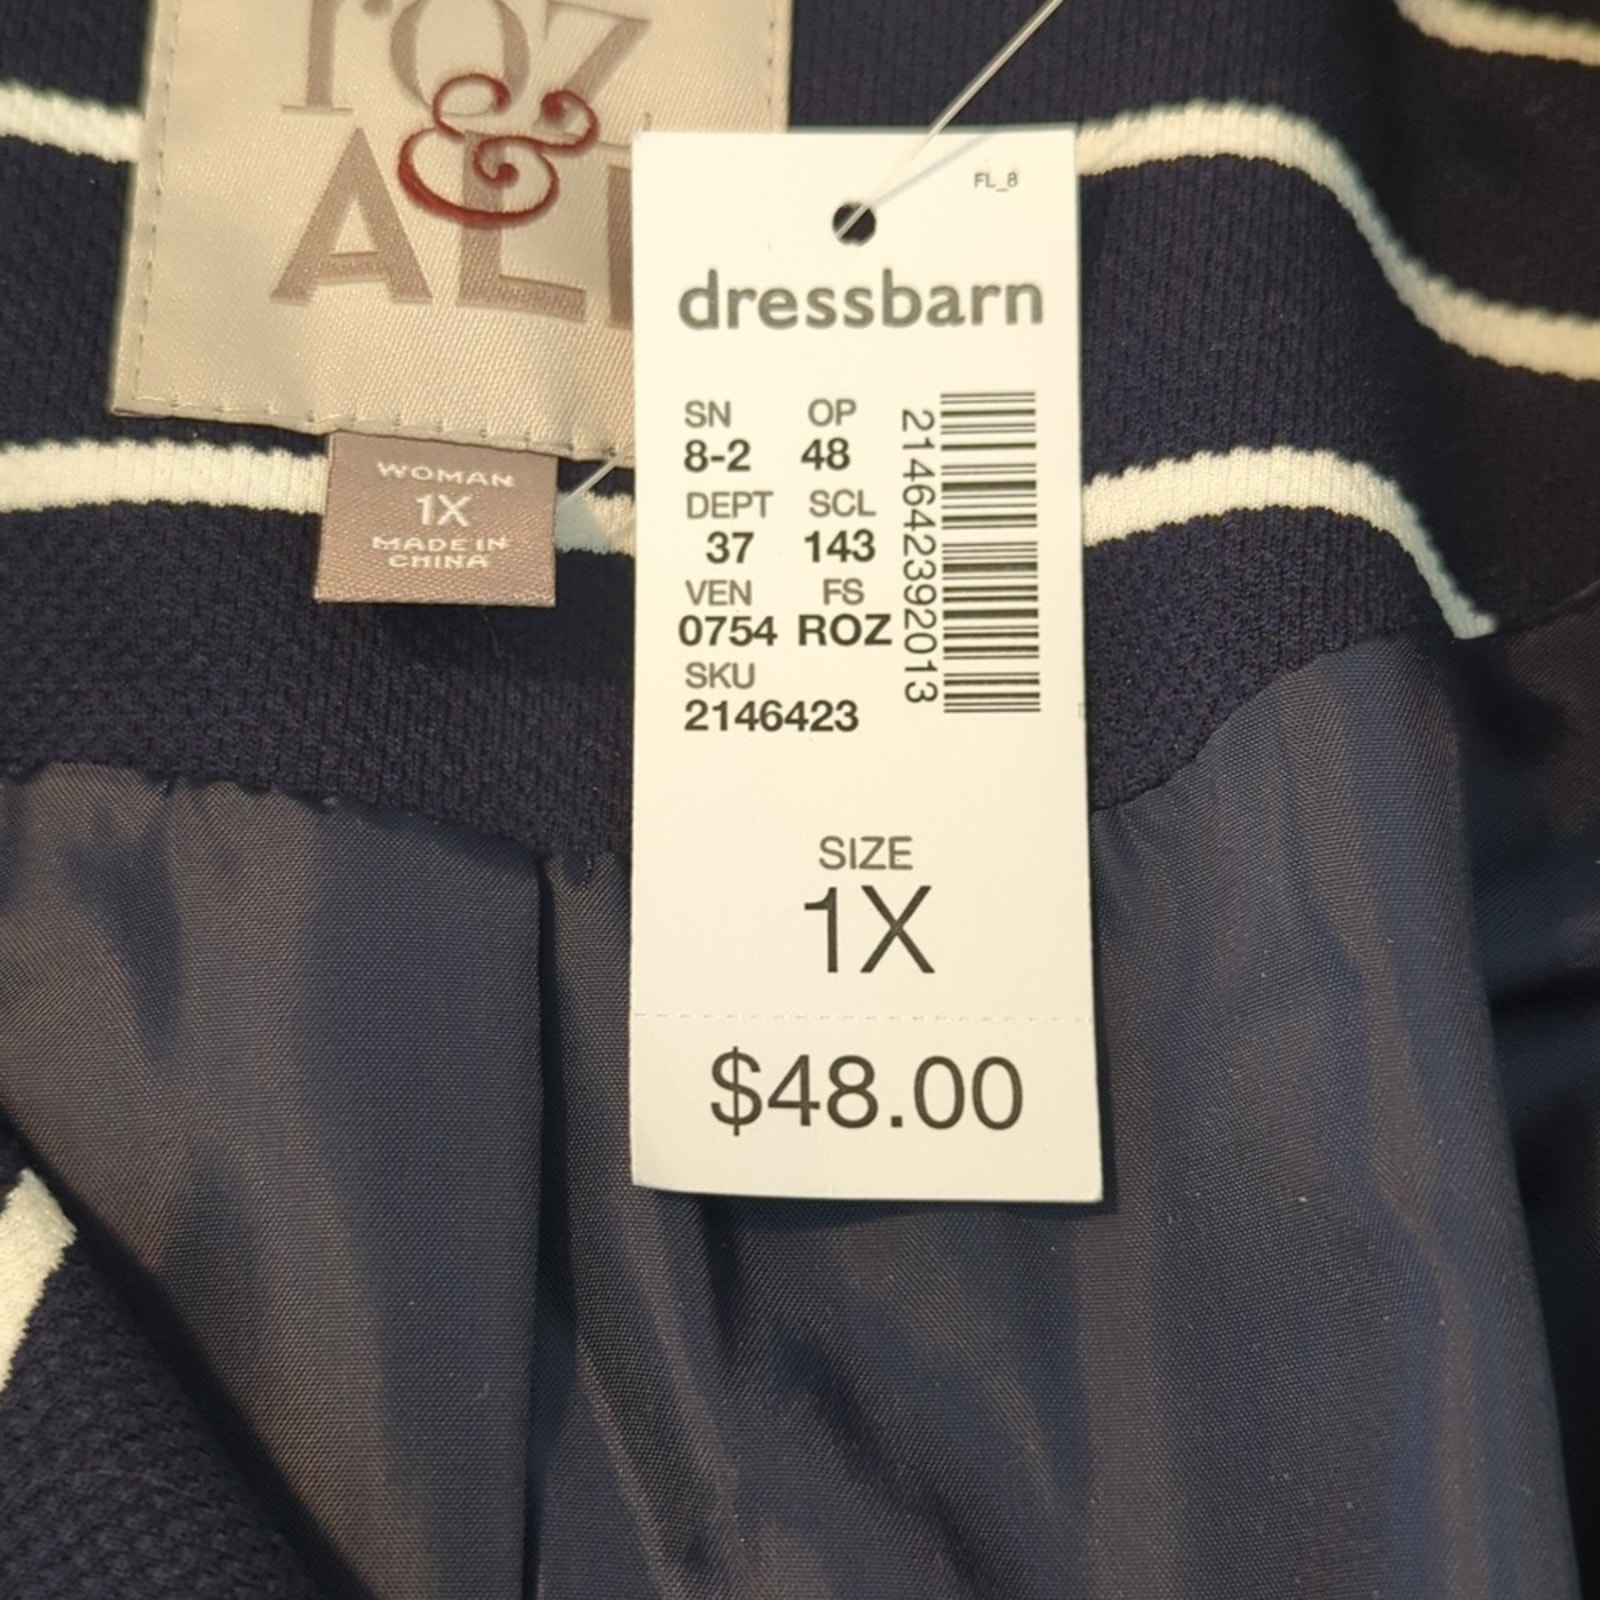 roz
&
ALI
WOMAN
1X
MADE IN
CHINA
FL_8
dressbarn
SN OP
8-2 48
DEPT SCL
37 143
VEN FS
0754 ROZ
SKU
2146423
214642392013
SIZE
1X
$48.00